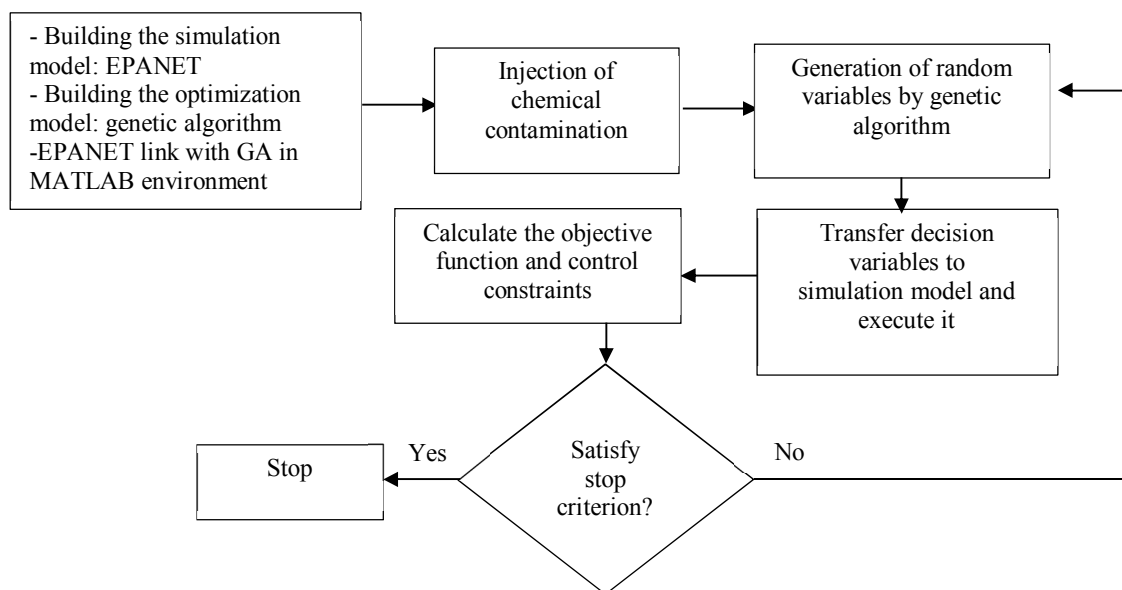 - Building the simulation
model: EPANET
- Building the optimization
model: genetic algorithm
-EPANET link with GA in
MATLAB environment
Injection of
chemical
contamination
Generation of random
variables by genetic
algorithm
Transfer decision
variables to
simulation model and
execute it
Calculate the objective
function and control
constraints
Satisfy
stop
criterion?
Yes
No
Stop